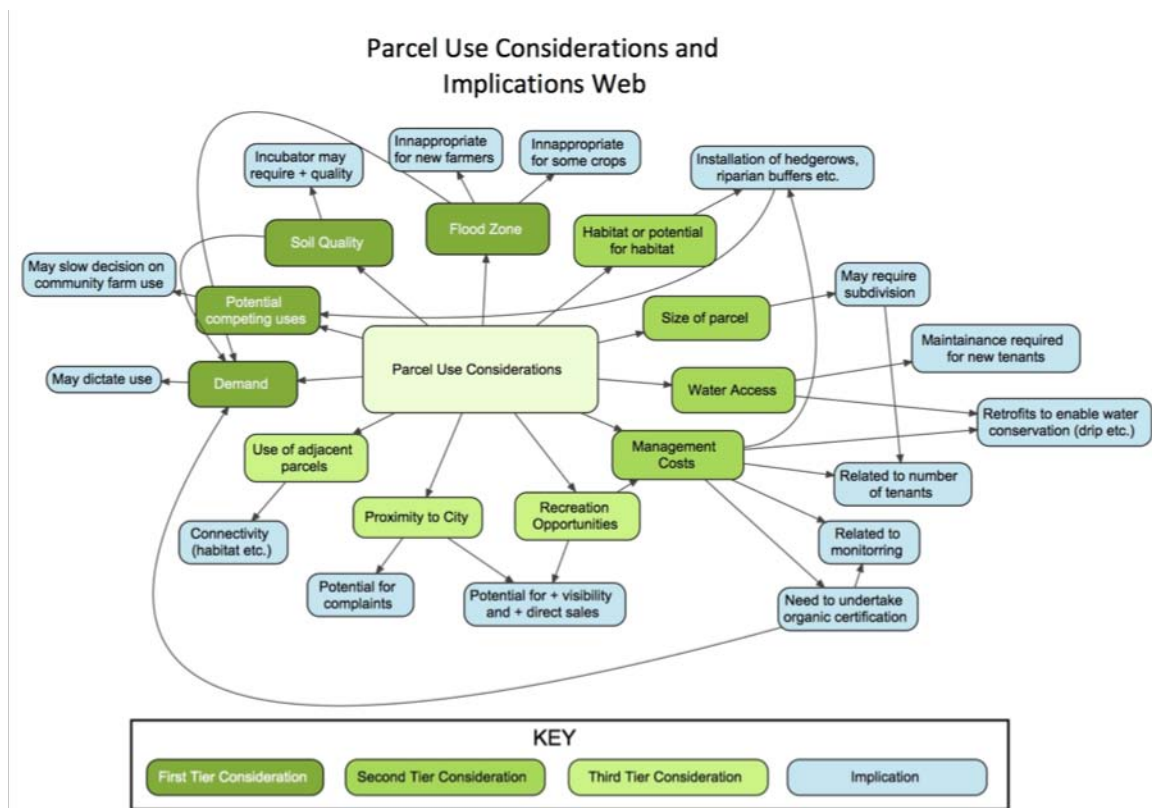 Parcel Use Considerations and
Implications Web
Incubator may
require + quality
Innappropriate
for new farmers
Innappropriate
for some crops
Installation of hedgerows,
riparian buffers etc.
Soil Quality
Flood Zone
Habitat or potential
for habitat
May slow decision on
community farm use
Potential
competing uses
Size of parcel
May require
subdivision
Parcel Use Considerations
Maintainance required
for new tenants
May dictate use
Demand
Water Access
Retrofits to enable water
conservation (drip etc.)
Use of adjacent
parcels
Management
Costs
Related to number
of tenants
Proximity to City
Recreation
Opportunities
Connectivity
(habitat etc.)
Related to
monitorring
Potential for
complaints
Potential for + visibility
and + direct sales
Need to undertake
organic certification
KEY
First Tier Consideration
Second Tier Consideration
Third Tier Consideration
Implication